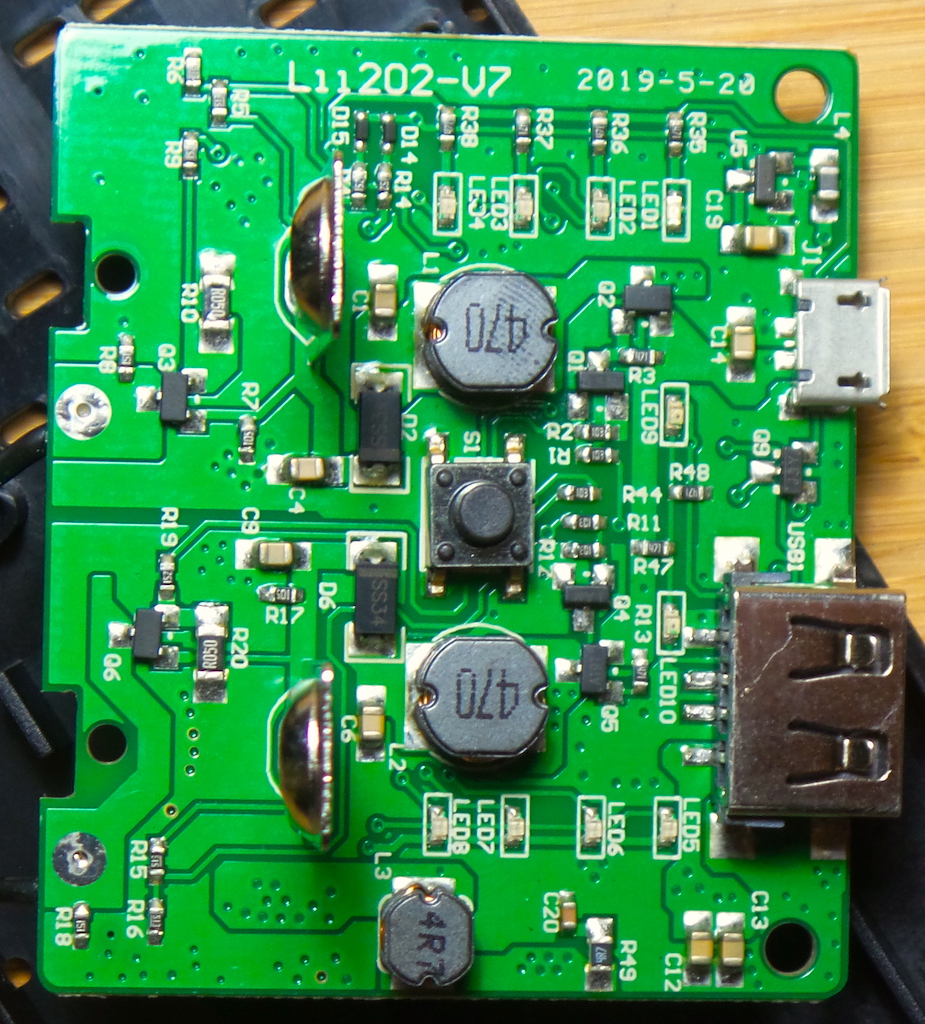 Lii202-V7
2019-5-20
R6
R5
D15
D14
R38
R37
R36
R35
U5
L4
R9
R14
LED4
LED3
LED2
LED1
C19
J1
L1
R10
R050
C1
470
Q2
C14
R8
Q3
R7
Q1
R3
LED9
R2
R1
S1
Q9
C4
R48
R44
R11
R47
R19
C9
R12
USB1
R17
D6
SS34
Q4
R13
Q6
R20
R050
470
LED10
Q5
C6
L2
LED8
LED7
LED6
LED5
R15
L3
R18
R16
4R7
C20
R49
C12
C13